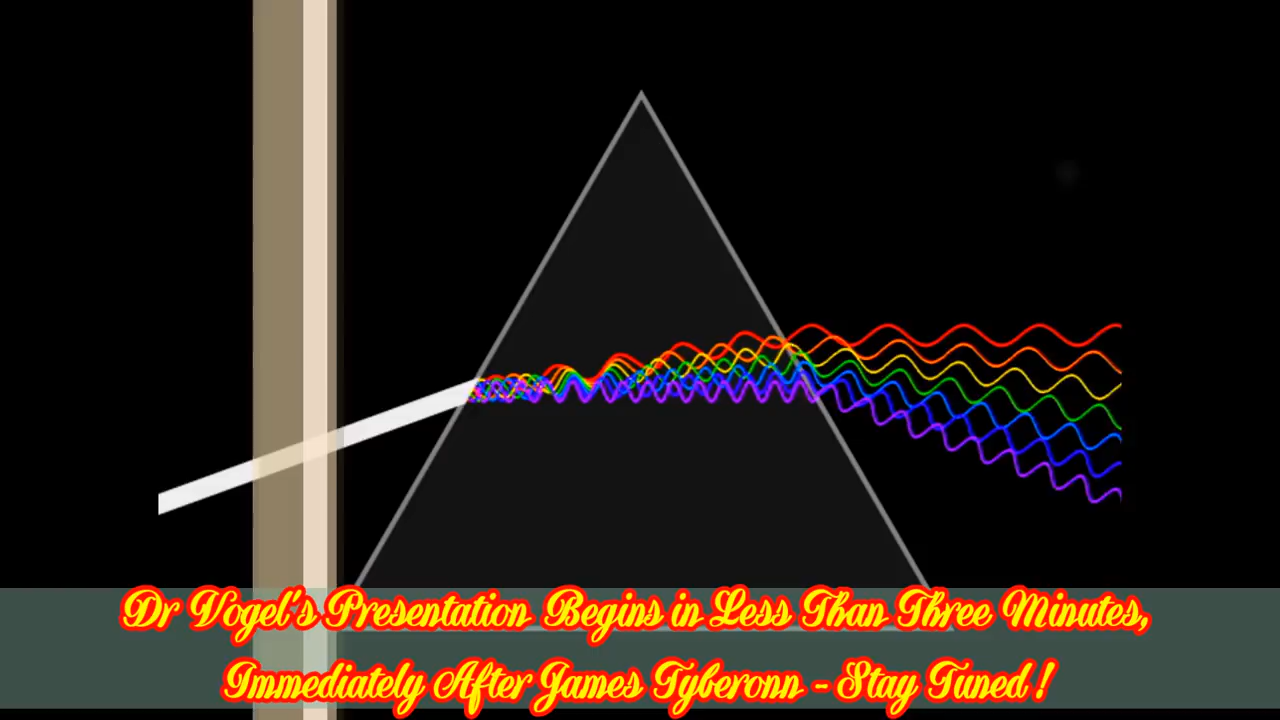 Dr Vogel's Presentation Begins in Less Than Three Minutes,
Immediately After James Tyberonn - Stay Tuned!